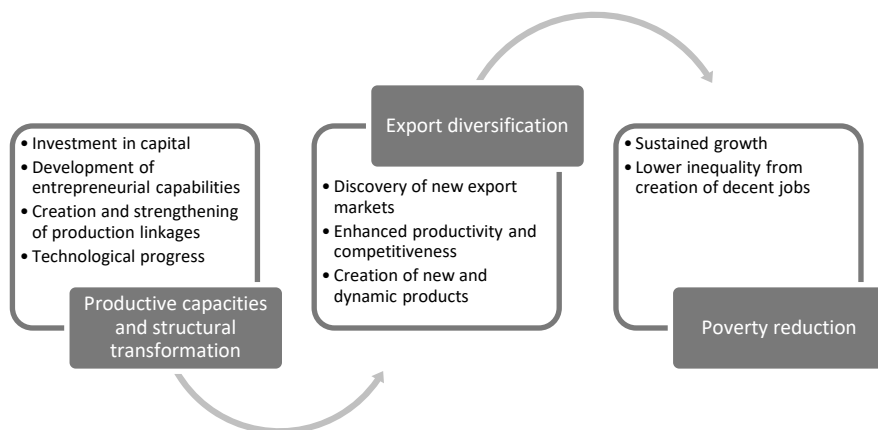 • Investment in capital
• Development of
entrepreneurial capabilities
• Creation and strengthening
of production linkages
• Technological progress
Productive capacities
and structural
transformation
Export diversification
• Discovery of new export
markets
• Enhanced productivity and
competitiveness
• Creation of new and
dynamic products
• Sustained growth
• Lower inequality from
creation of decent jobs
Poverty reduction